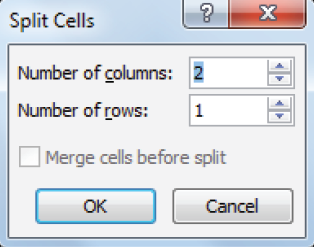 Split Cells
Number of columns: 2
Number of rows: 1
Merge cells before split
OK Cancel